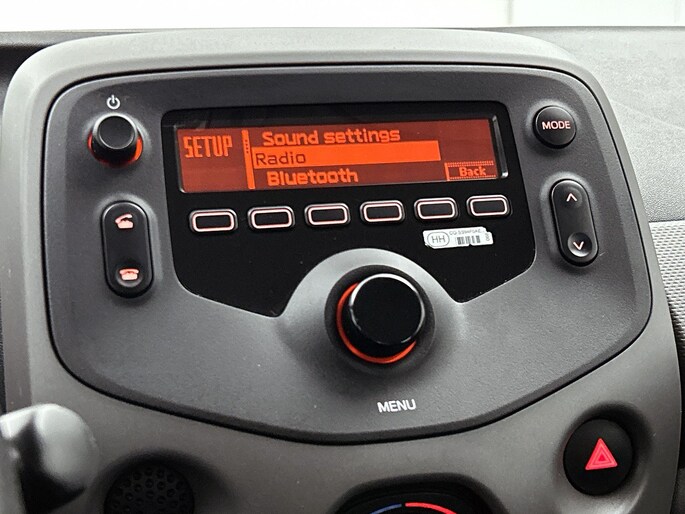 SETUP
Sound settings
Radio
Bluetooth
Back
MODE
HH
MENU